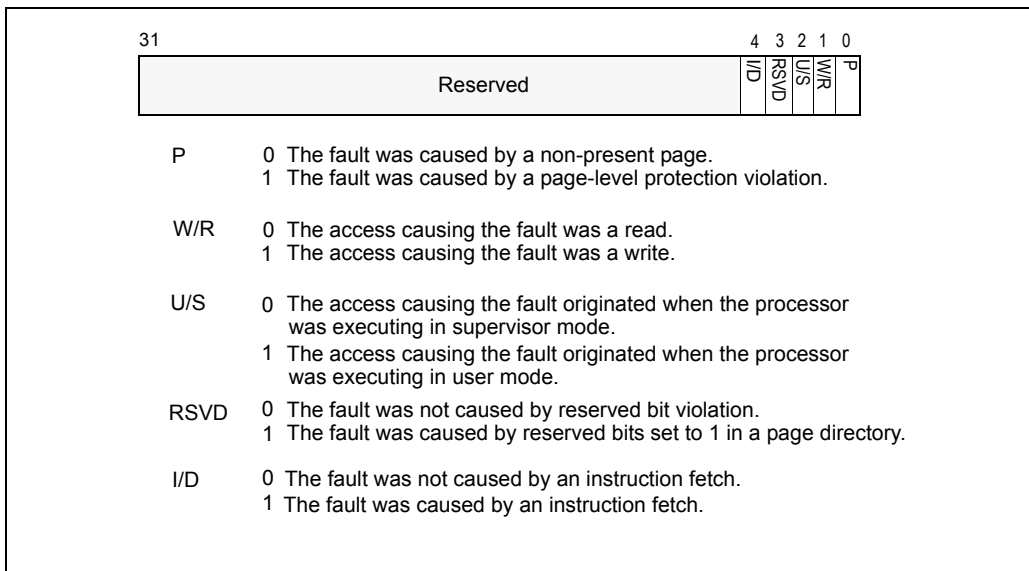 31 4 3 2 1 0
Reserved I/D RSVD U/S W/R P
P 0 The fault was caused by a non-present page.
1 The fault was caused by a page-level protection violation.
W/R 0 The access causing the fault was a read.
1 The access causing the fault was a write.
U/S 0 The access causing the fault originated when the processor
was executing in supervisor mode.
1 The access causing the fault originated when the processor
was executing in user mode.
RSVD 0 The fault was not caused by reserved bit violation.
1 The fault was caused by reserved bits set to 1 in a page directory.
I/D 0 The fault was not caused by an instruction fetch.
1 The fault was caused by an instruction fetch.